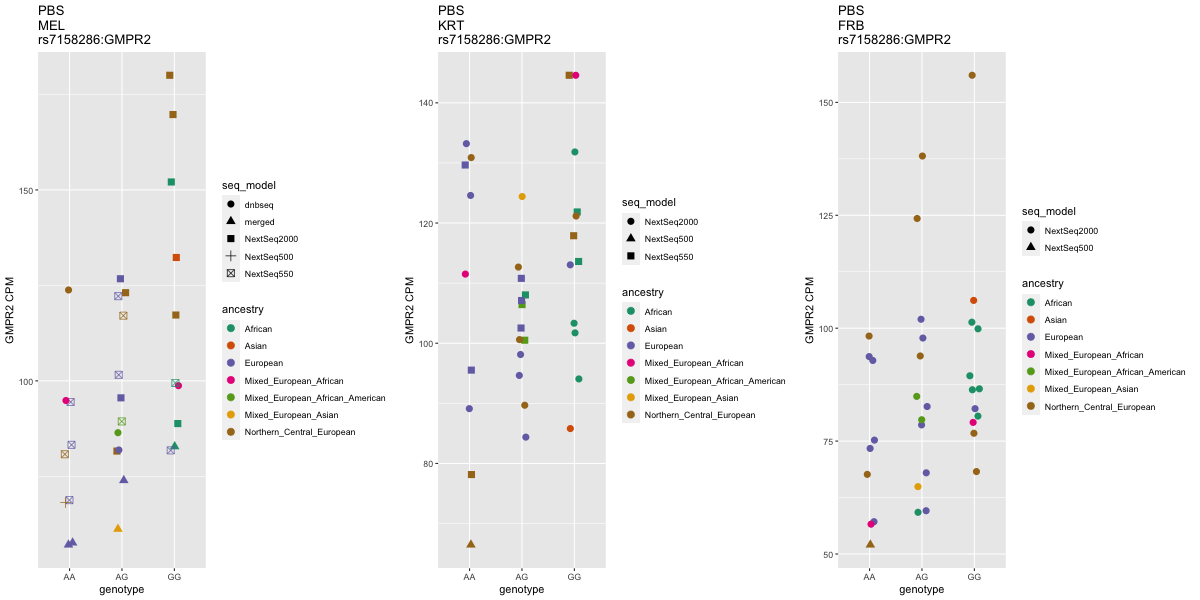 PBS
MEL
rs7158286:GMPR2
GMPR2 CPM
150
100
AA AG GG
genotype
seq_model
dnbseq
merged
NextSeq2000
NextSeq500
NextSeq550
ancestry
African
Asian
European
Mixed_European_African
Mixed_European_African_American
Mixed_European_Asian
Northern_Central_European
PBS
KRT
rs7158286:GMPR2
GMPR2 CPM
140
120
100
80
AA AG GG
genotype
seq_model
NextSeq2000
NextSeq500
NextSeq550
ancestry
African
Asian
European
Mixed_European_African
Mixed_European_African_American
Mixed_European_Asian
Northern_Central_European
PBS
FRB
rs7158286:GMPR2
GMPR2 CPM
150
125
100
75
50
AA AG GG
genotype
seq_model
NextSeq2000
NextSeq500
ancestry
African
Asian
European
Mixed_European_African
Mixed_European_African_American
Mixed_European_Asian
Northern_Central_European